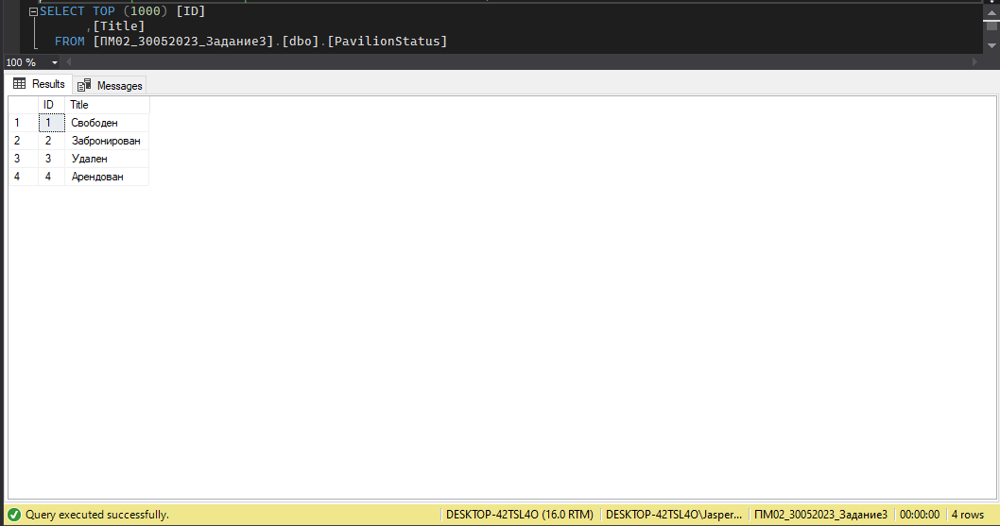 SELECT TOP (1000) [ID]
,[Title]
FROM [ПМ02_30052023_Задание3].[dbo].[PavilionStatus]
100 %
Results Messages
ID Title
1 1 Свободен
2 2 Забронирован
3 3 Удален
4 4 Арендован
Query executed successfully. DESKTOP-42TSL4O (16.0 RTM) DESKTOP-42TSL4O\Jasper... ПМ02_30052023_Задание3 00:00:00 4 rows